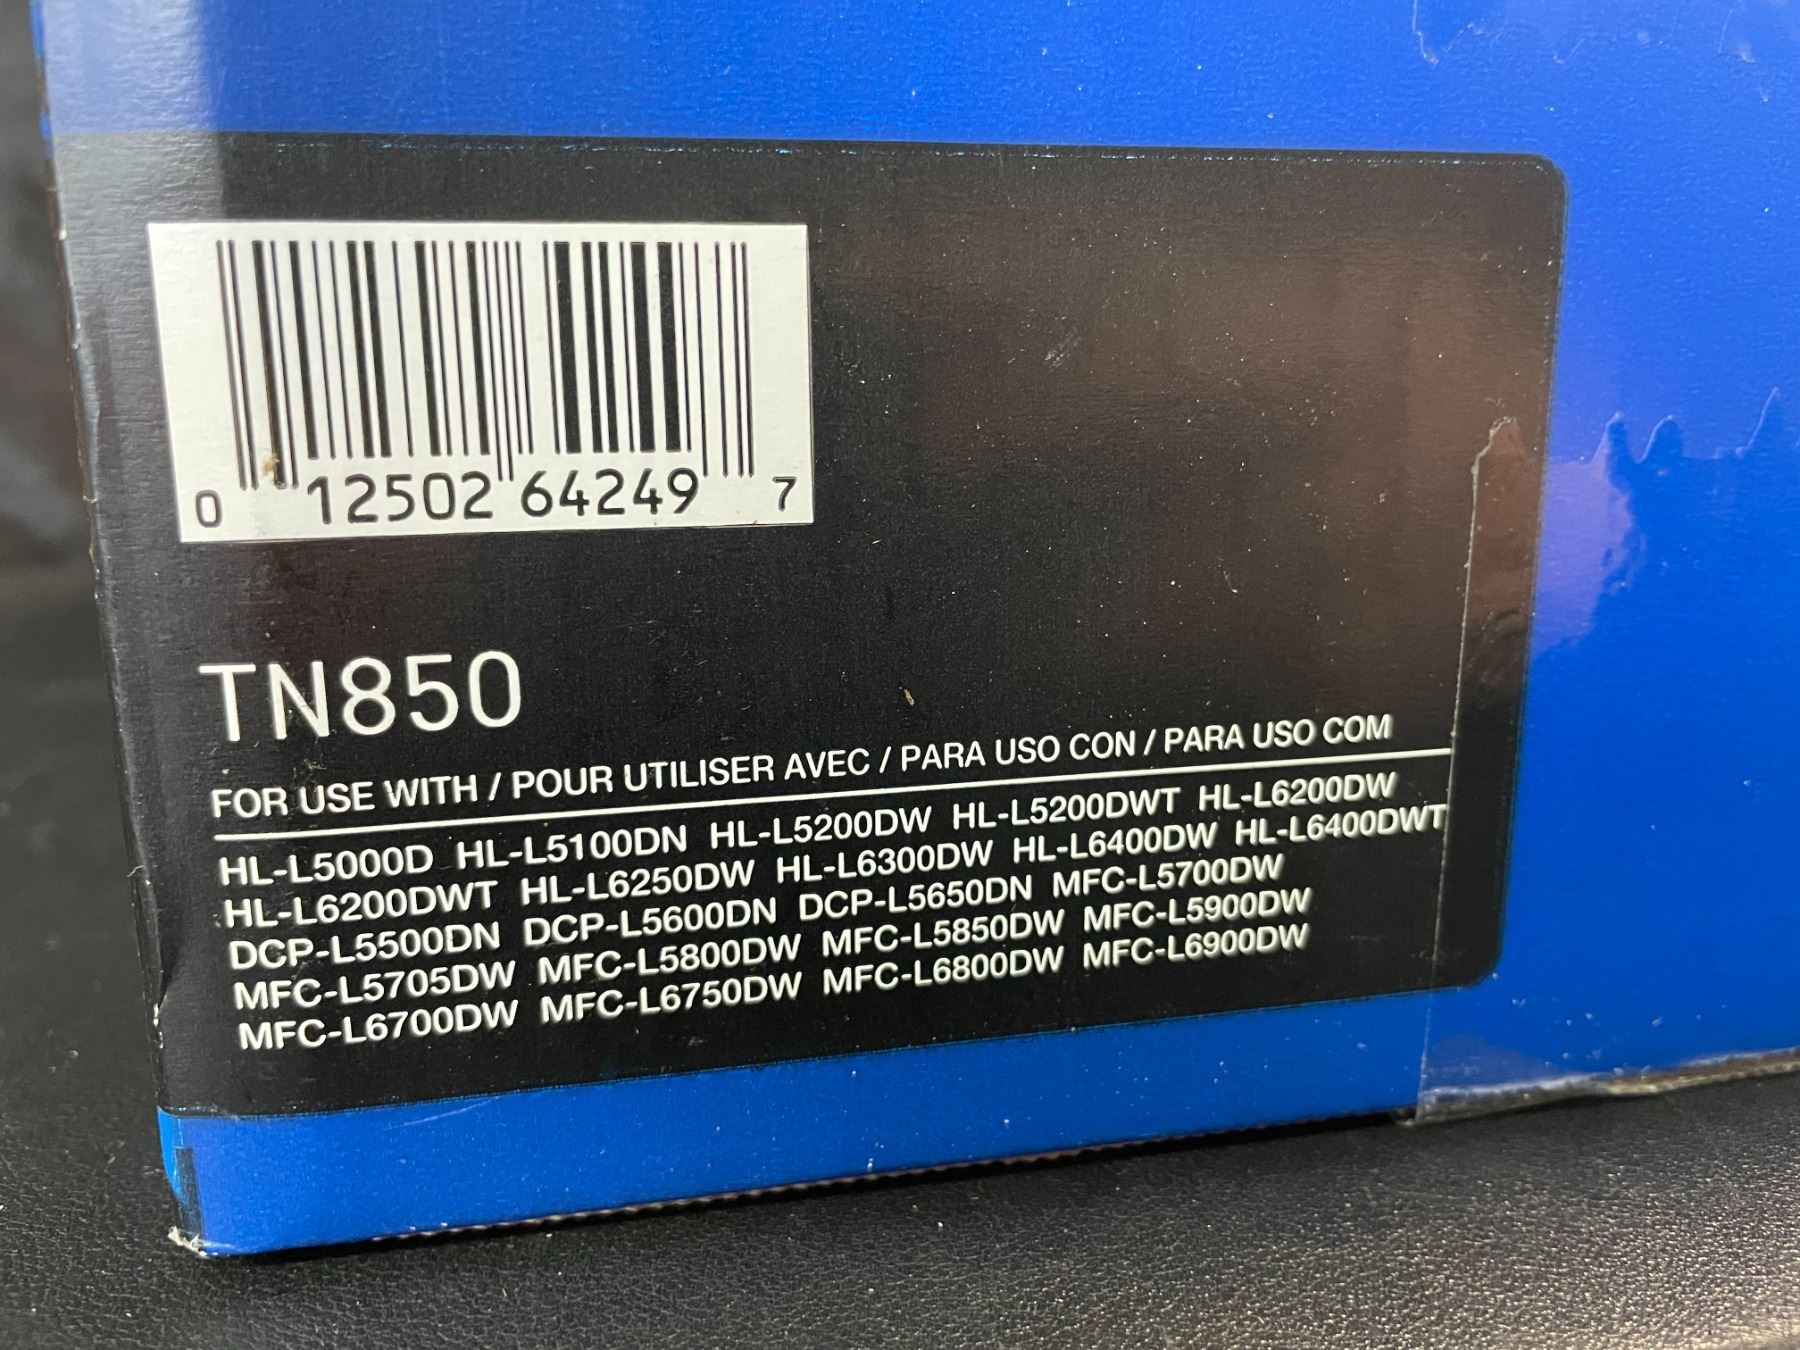 0 12502 64249 7
TN850
FOR USE WITH / POUR UTILISER AVEC / PARA USO CON / PARA USO COM
HL-L5000D HL-L5100DN HL-L5200DW HL-L5200DWT HL-L6200DW
HL-L6200DWT HL-L6250DW HL-L6300DW HL-L6400DW HL-L6400DWT
DCP-L5500DN DCP-L5600DN DCP-L5650DN MFC-L5700DW
MFC-L5705DW MFC-L5800DW MFC-L5850DW MFC-L5900DW
MFC-L6700DW MFC-L6750DW MFC-L6800DW MFC-L6900DW